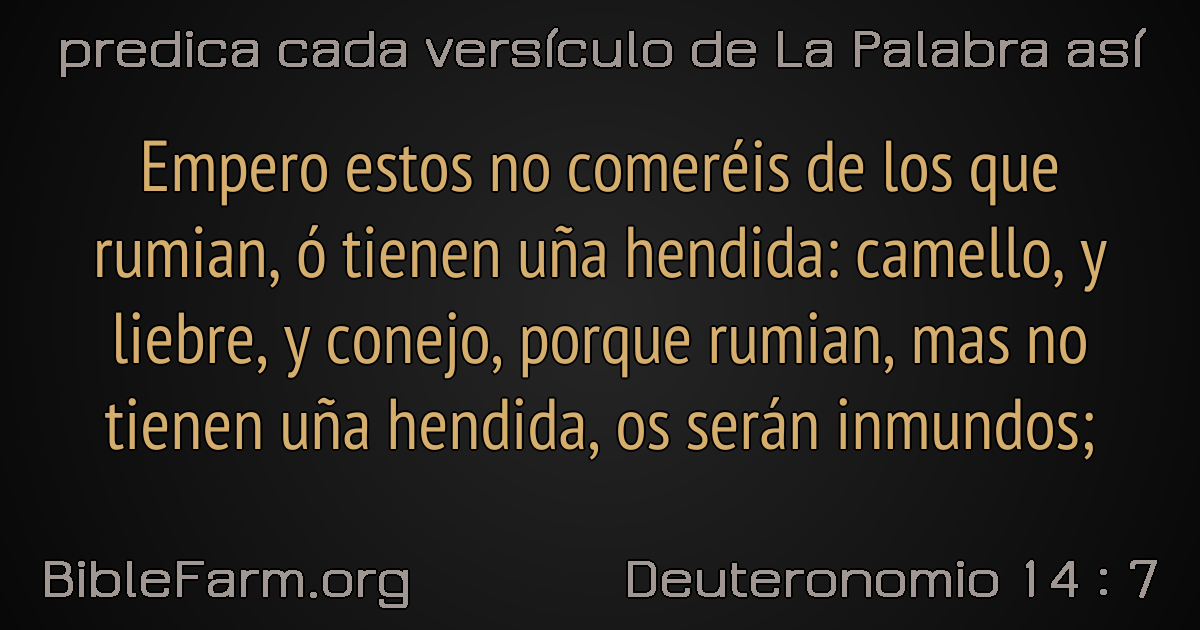 predica cada versículo de La Palabra así
Empero estos no comeréis de los que
rumian, ó tienen uña hendida: camello, y
liebre, y conejo, porque rumian, mas no
tienen uña hendida, os serán inmundos;
BibleFarm.org
Deuteronomio 14 : 7